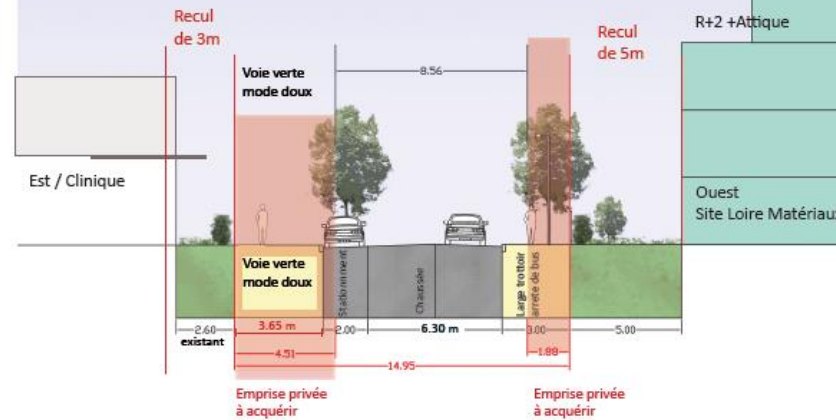 Recul
de 3m
Recul
de 5m
R+2 +Attique
Voie verte
mode doux
8.56
Est / Clinique
Ouest
Site Loire Matériaux
Voie verte
mode doux
Stationnement
Chaussée
Large trottoir
arrete de bus
2.60
3.65 m
2.00
6.30 m
3.00
5.00
existant
4.51
1.88
14.95
Emprise privée
à acquérir
Emprise privée
à acquérir